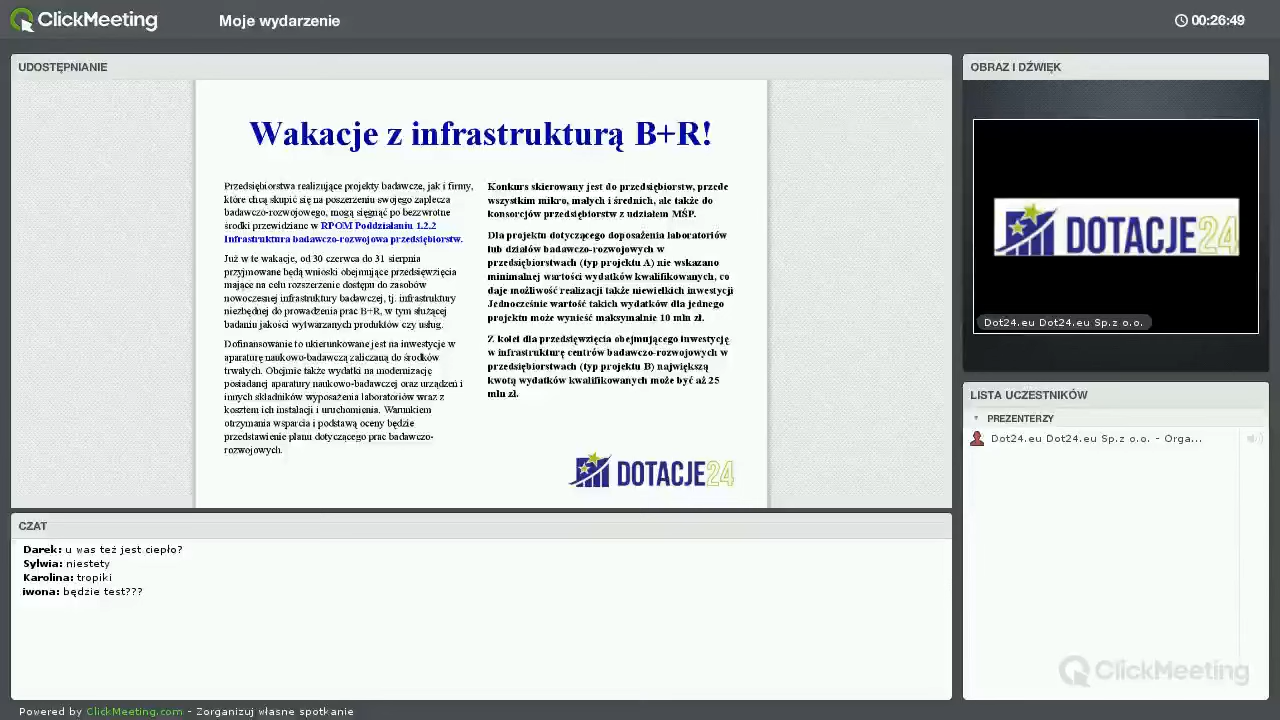 ClickMeeting
Moje wydarzenie
00:26:49
UDOSTĘPNIANIE
Wakacje z infrastrukturą B+R!
Przedsiębiorstwa realizujące projekty badawcze, jak i firmy,
które chcą skupić się na poszerzeniu swojego zaplecza
badawczo-rozwojowego, mogą sięgnąć po bezzwrotne
środki przewidziane w RPOM Poddziałaniu 1.2.2
Infrastruktura badawczo-rozwojowa przedsiębiorstw.
Już w te wakacje, od 30 czerwca do 31 sierpnia
przyjmowane będą wnioski obejmujące przedsięwzięcia
mające na celu rozszerzenie dostępu do zasobów
nowoczesnej infrastruktury badawczej, tj. infrastruktury
niezbędnej do prowadzenia prac B+R, w tym służącej
badaniu jakości wytwarzanych produktów czy usług.
Dofinansowanie to ukierunkowane jest na inwestycje w
aparaturę naukowo-badawczą zaliczaną do środków
trwałych. Obejmie także wydatki na modernizację
posiadanej aparatury naukowo-badawczej oraz urządzeń i
innych składników wyposażenia laboratoriów wraz z
kosztem ich instalacji i uruchomienia. Warunkiem
otrzymania wsparcia i podstawą oceny będzie
przedstawienie planu dotyczącego prac badawczo-
rozwojowych.
Konkurs skierowany jest do przedsiębiorstw, przede
wszystkim mikro, małych i średnich, ale także do
konsorcjów przedsiębiorstw z udziałem MŚP.
Dla projektu dotyczącego doposażenia laboratoriów
lub działów badawczo-rozwojowych w
przedsiębiorstwach (typ projektu A) nie wskazano
minimalnej wartości wydatków kwalifikowanych, co
daje możliwość realizacji także niewielkich inwestycji
Jednocześnie wartość takich wydatków dla jednego
projektu może wynieść maksymalnie 10 mln zł.
Z kolei dla przedsięwzięcia obejmującego inwestycję
w infrastrukturę centrów badawczo-rozwojowych w
przedsiębiorstwach (typ projektu B) największą
kwotą wydatków kwalifikowanych może być aż 25
mln zł.
DOTACJE24
OBRAZ I DŹWIĘK
DOTACJE24
Dot24.eu Dot24.eu Sp.z o.o.
LISTA UCZESTNIKÓW
PREZENTERZY
Dot24.eu Dot24.eu Sp.z o.o. - Orga...
CZAT
Darek: u was też jest ciepło?
Sylwia: niestety
Karolina: tropiki
iwona: będzie test???
ClickMeeting
Powered by ClickMeeting.com - Zorganizuj własne spotkanie